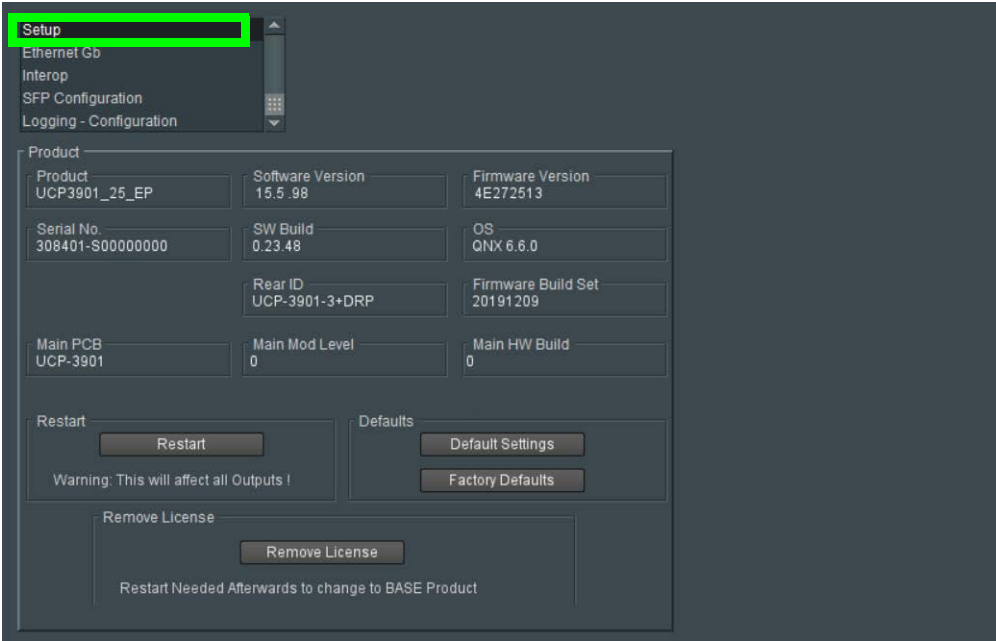 Setup
Ethernet Gb
Interop
SFP Configuration
Logging - Configuration
Product
Product
UCP3901_25_EP
Software Version
15.5 .98
Firmware Version
4E272513
Serial No.
308401-S00000000
SW Build
0.23.48
OS
QNX 6.6.0
Rear ID
UCP-3901-3+DRP
Firmware Build Set
20191209
Main PCB
UCP-3901
Main Mod Level
0
Main HW Build
0
Restart
Restart
Warning: This will affect all Outputs !
Defaults
Default Settings
Factory Defaults
Remove License
Remove License
Restart Needed Afterwards to change to BASE Product